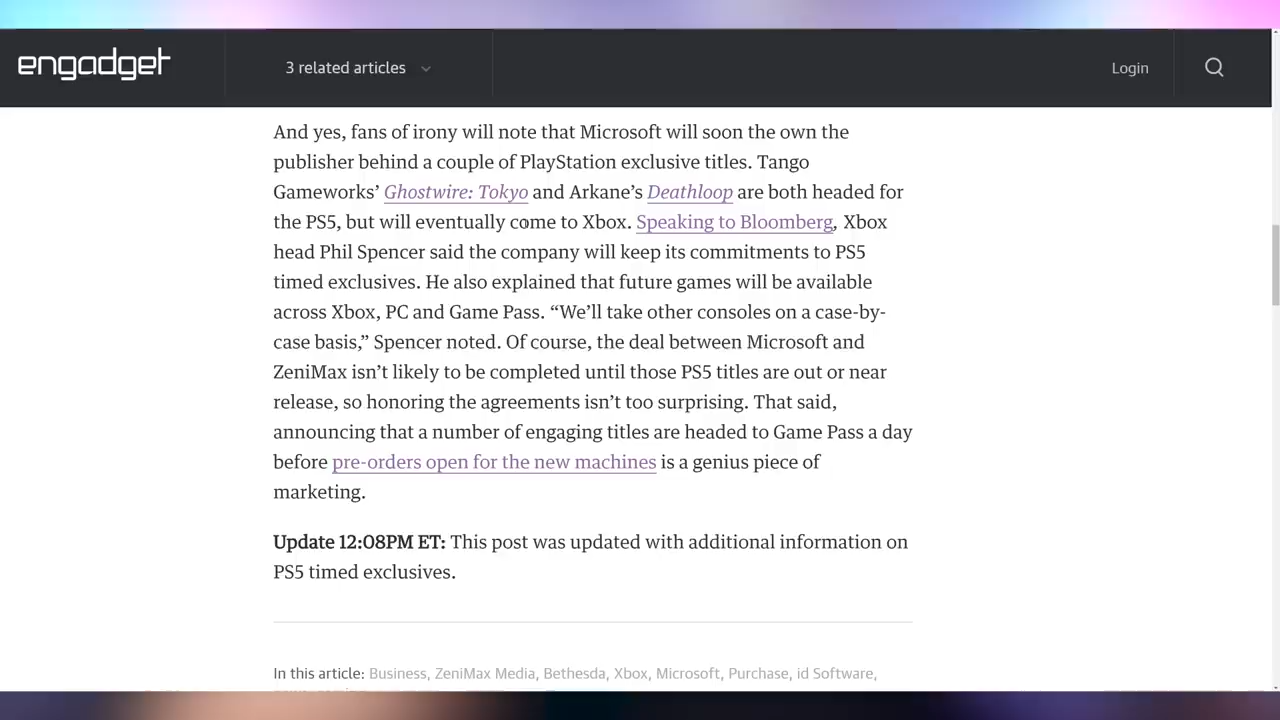 engadget
3 related articles
Login
And yes, fans of irony will note that Microsoft will soon the own the
publisher behind a couple of PlayStation exclusive titles. Tango
Gameworks’ Ghostwire: Tokyo and Arkane’s Deathloop are both headed for
the PS5, but will eventually come to Xbox. Speaking to Bloomberg, Xbox
head Phil Spencer said the company will keep its commitments to PS5
timed exclusives. He also explained that future games will be available
across Xbox, PC and Game Pass. “We’ll take other consoles on a case-by-
case basis,” Spencer noted. Of course, the deal between Microsoft and
ZeniMax isn’t likely to be completed until those PS5 titles are out or near
release, so honoring the agreements isn’t too surprising. That said,
announcing that a number of engaging titles are headed to Game Pass a day
before pre-orders open for the new machines is a genius piece of
marketing.
Update 12:08PM ET: This post was updated with additional information on
PS5 timed exclusives.
In this article: Business, ZeniMax Media, Bethesda, Xbox, Microsoft, Purchase, id Software,